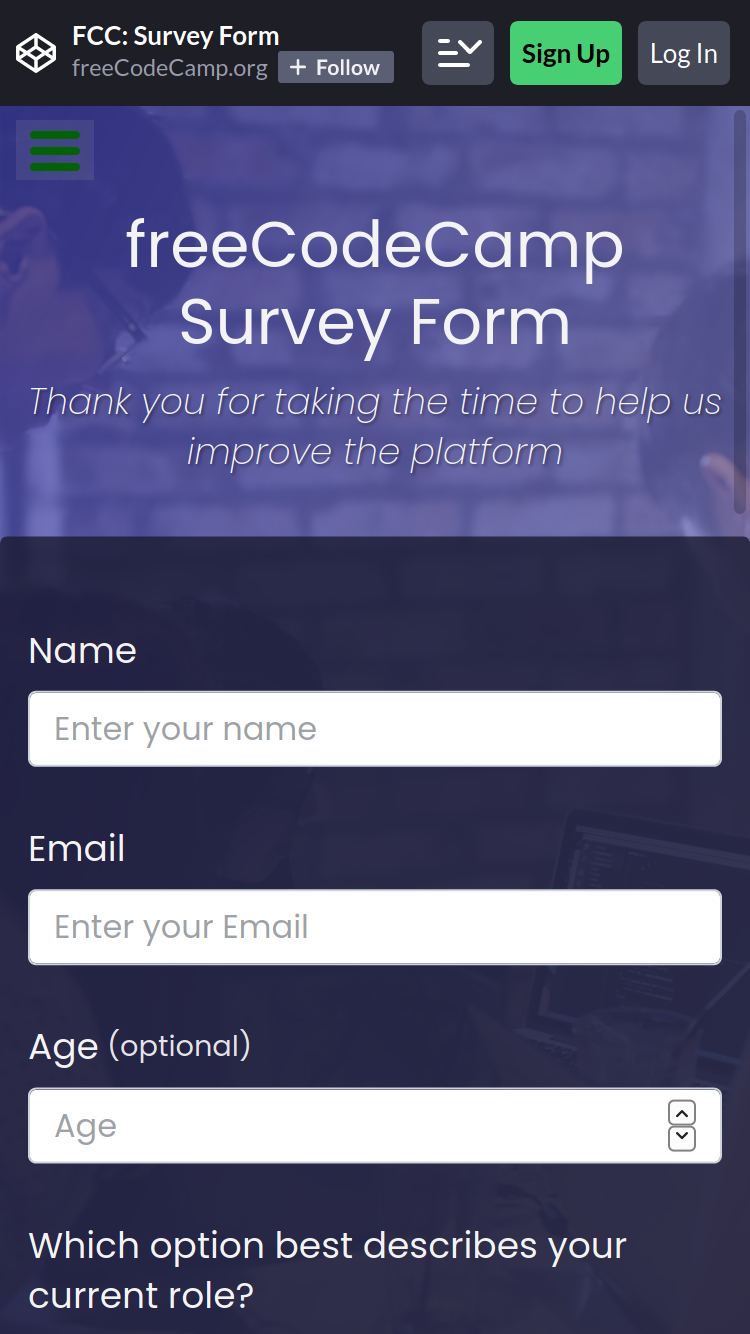 FCC: Survey Form
freeCodeCamp.org
+ Follow
Sign Up
Log In
freeCodeCamp
Survey Form
Thank you for taking the time to help us
improve the platform
Name
Enter your name
Email
Enter your Email
Age (optional)
Age
Which option best describes your
current role?